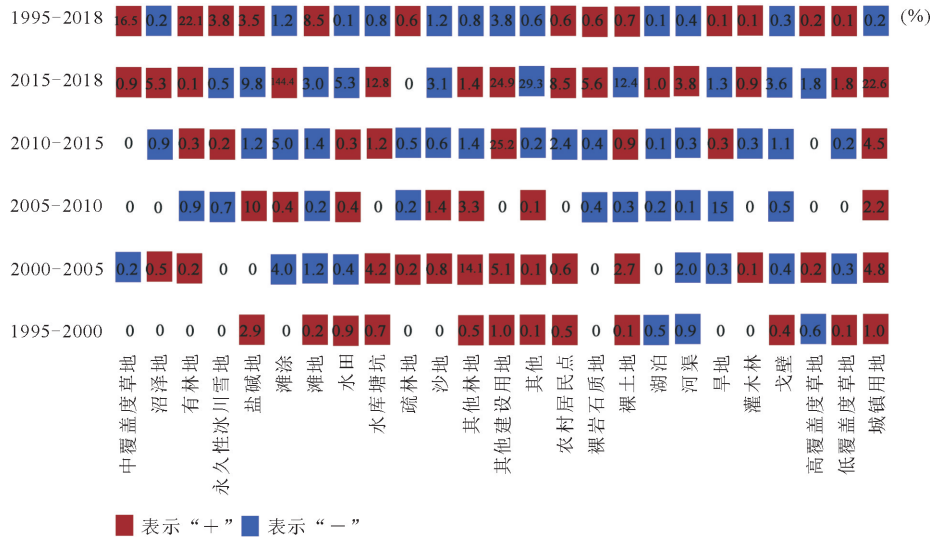 1995-2018 16.5 0.2 22.1 3.8 3.5 1.2 8.5 0.1 0.8 0.6 1.2 0.8 3.8 0.6 0.6 0.6 0.7 0.1 0.4 0.1 0.1 0.3 0.2 0.1 0.2 (%)
2015-2018 0.9 5.3 0.1 0.5 9.8 144.4 3.0 5.3 12.8 0 3.1 1.4 24.9 29.3 8.5 5.6 12.4 1.0 3.8 1.3 0.9 3.6 1.8 1.8 22.6
2010-2015 0 0.9 0.3 0.2 1.2 5.0 1.4 0.3 1.2 0.5 0.6 1.4 25.2 0.2 2.4 0.4 0.9 0.1 0.3 0.3 0.3 1.1 0 0.2 4.5
2005-2010 0 0 0.9 0.7 10 0.4 0.2 0.4 0 0.2 1.4 3.3 0 0.1 0 0.4 0.3 0.2 0.1 15 0 0.5 0 0 2.2
2000-2005 0.2 0.5 0.2 0 0 4.0 1.2 0.4 4.2 0.2 0.8 14.1 5.1 0.1 0.6 0 2.7 0 2.0 0.3 0.1 0.4 0.2 0.3 4.8
1995-2000 0 0 0 0 2.9 0 0.2 0.9 0.7 0 0 0.5 1.0 0.1 0.5 0 0.1 0.5 0.9 0 0 0.4 0.6 0.1 1.0
中覆盖度草地
沼泽地
有林地
永久性冰川雪地
盐碱地
滩涂
滩地
水田
水库塘坑
疏林地
沙地
其他林地
其他建设用地
其他
农村居民点
裸岩石质地
裸土地
湖泊
河渠
旱地
灌木林
戈壁
高覆盖度草地
低覆盖度草地
城镇用地
表示“+” 表示“-”